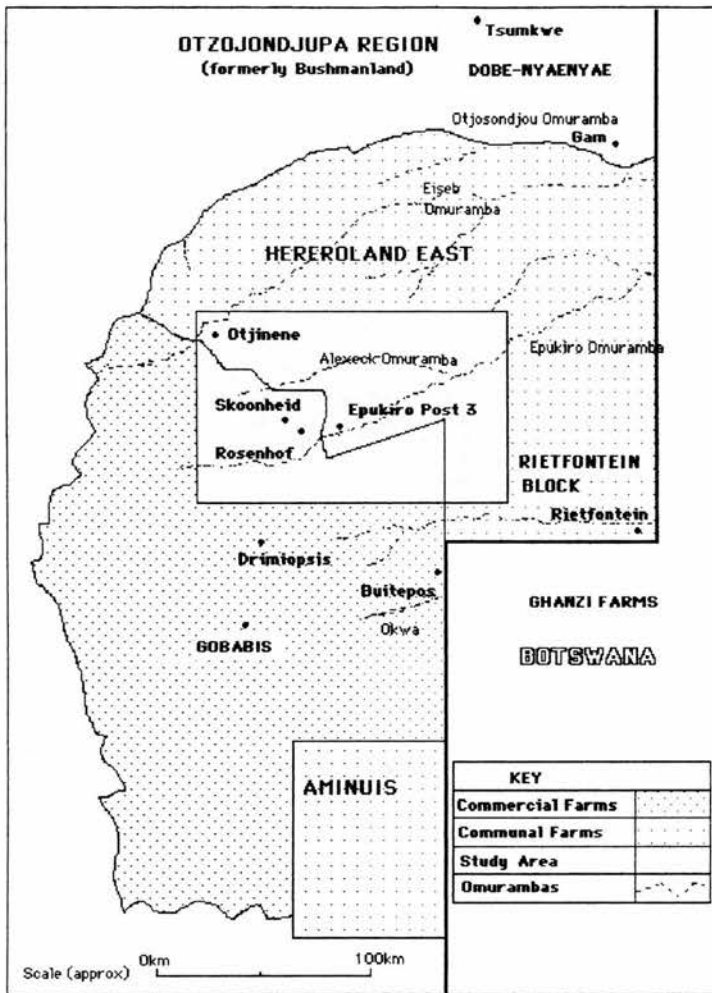 Tsumkwe
OTZOJONDJUPA REGION
(formerly Bushmanland)
DOBE-NYAENYAE
Otjosondjou Omuramba
Gam
Eiseb
Omuramba
HEREROLAND EAST
Otjinene
Alexeck Omuramba
Epukiro Omuramba
Skoonheid
Epukiro Post 3
Rosenhof
RIETFONTEIN
BLOCK
Rietfontein
Drimiopsis
Buitepos
GHANZI FARMS
Okwa
GOBABIS
BOTSWANA
AMINUIS
KEY
Commercial Farms
Communal Farms
Study Area
Omurambas
0km
100km
Scale (approx)